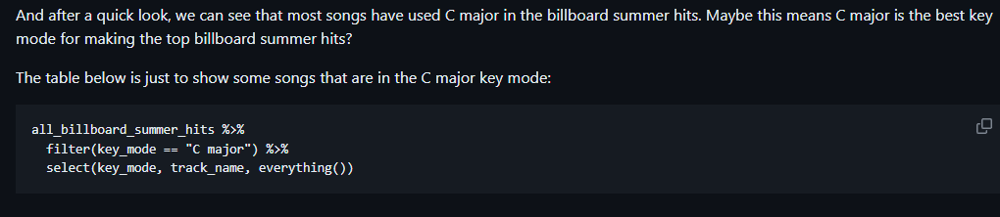 And after a quick look, we can see that most songs have used C major in the billboard summer hits. Maybe this means C major is the best key
mode for making the top billboard summer hits?
The table below is just to show some songs that are in the C major key mode:
all_billboard_summer_hits %>%
  filter(key_mode == "C major") %>%
  select(key_mode, track_name, everything())